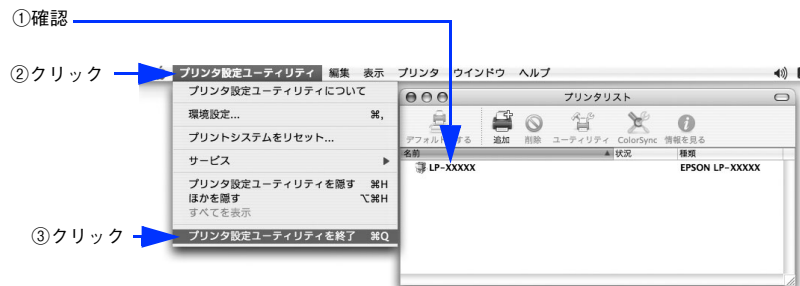 ①確認
②クリック
プリンタ設定ユーティリティ 編集 表示 プリンタ ウインドウ ヘルプ
プリンタ設定ユーティリティについて
環境設定... ⌘,
プリントシステムをリセット...
サービス ▶
プリンタ設定ユーティリティを隠す ⌘H
ほかを隠す ⌥⌘H
すべてを表示
③クリック
プリンタ設定ユーティリティを終了 ⌘Q
プリンタリスト
デフォルトにする 追加 削除 ユーティリティ ColorSync 情報を見る
名前 ▲ 状況 種類
LP-XXXXX EPSON LP-XXXXX